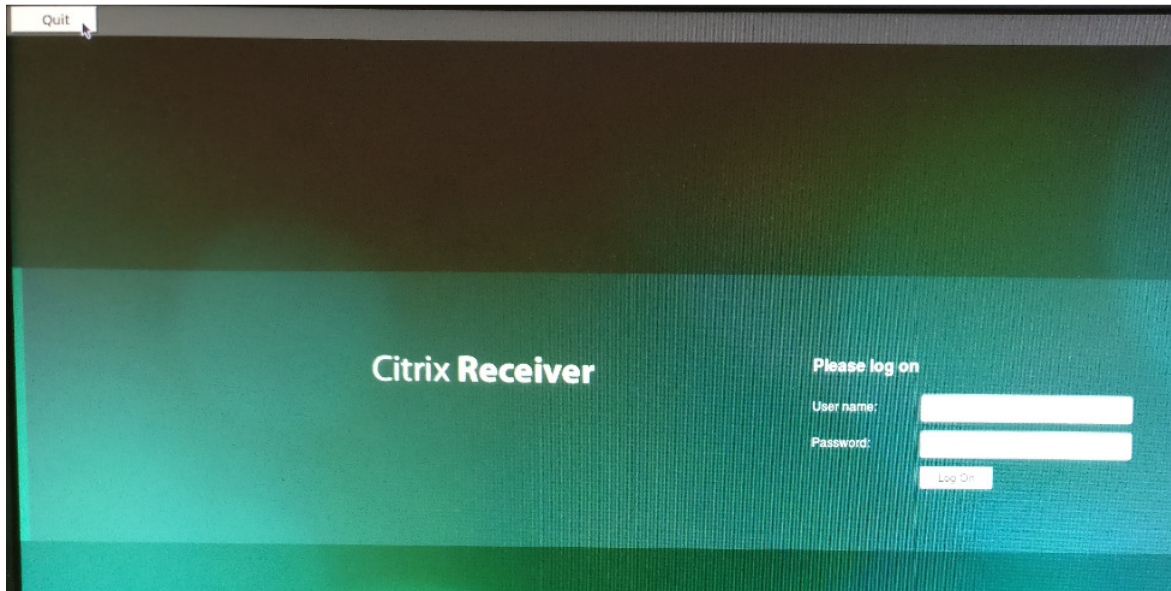 Quit
Citrix Receiver
Please log on
User name:
Password:
Log On